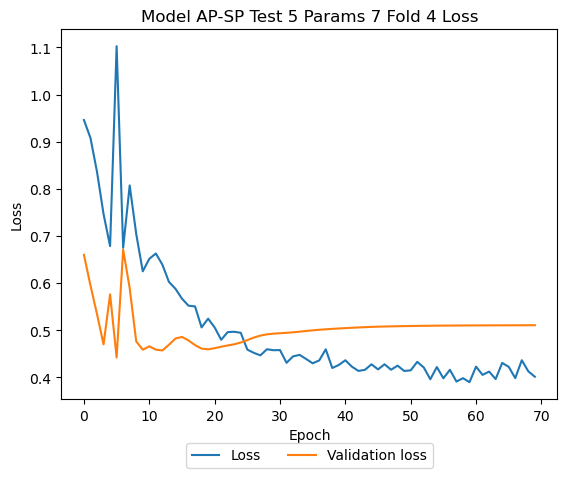 Model AP-SP Test 5 Params 7 Fold 4 Loss
1.1
1.0
0.9
0.8
0.7
0.6
0.5
0.4
Loss
0 10 20 30 40 50 60 70
Epoch
Loss Validation loss